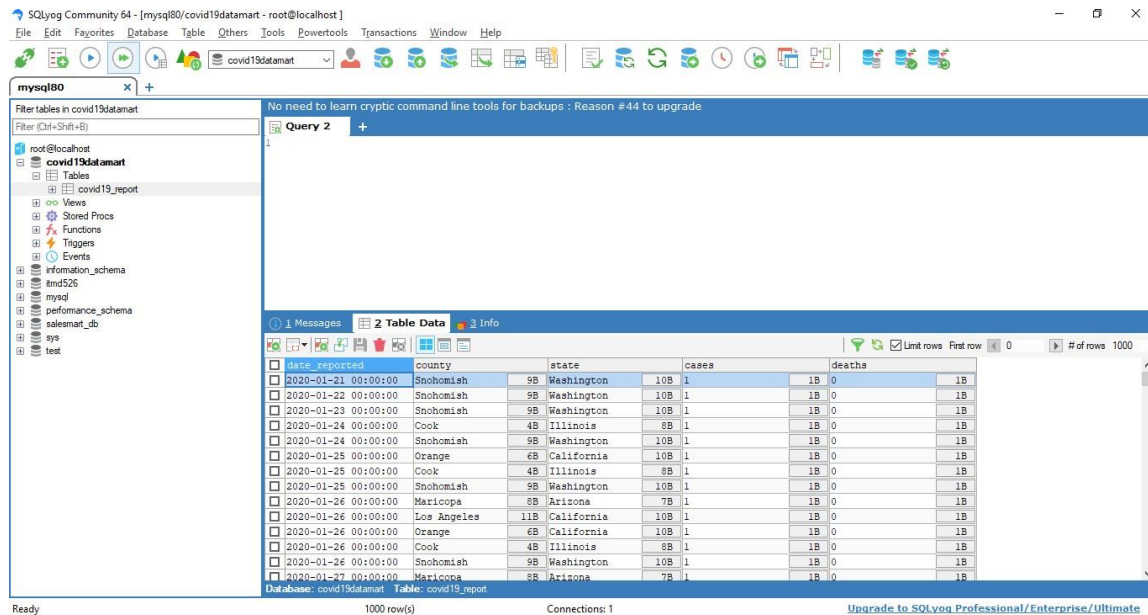 SQLyog Community 64 - [mysql80/covid19datamart - root@localhost ]
File Edit Favorites Database Table Others Tools Powertools Transactions Window Help
covid19datamart
mysql80 x +
Filter tables in covid19datamart
Filter (Ctrl+Shift+B)
root@localhost
covid19datamart
Tables
covid19_report
Views
Stored Procs
Functions
Triggers
Events
information_schema
itmd526
mysql
performance_schema
salesmart_db
sys
test
No need to learn cryptic command line tools for backups : Reason #44 to upgrade
Query 2 +
1
1 Messages 2 Table Data 3 Info
Limit rows First row 0 # of rows 1000
date_reported county state cases deaths
2020-01-21 00:00:00 Snohomish 9B Washington 10B 1 1B 0 1B
2020-01-22 00:00:00 Snohomish 9B Washington 10B 1 1B 0 1B
2020-01-23 00:00:00 Snohomish 9B Washington 10B 1 1B 0 1B
2020-01-24 00:00:00 Cook 4B Illinois 8B 1 1B 0 1B
2020-01-24 00:00:00 Snohomish 9B Washington 10B 1 1B 0 1B
2020-01-25 00:00:00 Orange 6B California 10B 1 1B 0 1B
2020-01-25 00:00:00 Cook 4B Illinois 8B 1 1B 0 1B
2020-01-25 00:00:00 Snohomish 9B Washington 10B 1 1B 0 1B
2020-01-26 00:00:00 Maricopa 8B Arizona 7B 1 1B 0 1B
2020-01-26 00:00:00 Los Angeles 11B California 10B 1 1B 0 1B
2020-01-26 00:00:00 Orange 6B California 10B 1 1B 0 1B
2020-01-26 00:00:00 Cook 4B Illinois 8B 1 1B 0 1B
2020-01-26 00:00:00 Snohomish 9B Washington 10B 1 1B 0 1B
2020-01-27 00:00:00 Maricopa 8B Arizona 7B 1 1B 0 1B
Database: covid19datamart Table: covid19_report
Ready 1000 row(s) Connections: 1 Upgrade to SQLyog Professional/Enterprise/Ultimate